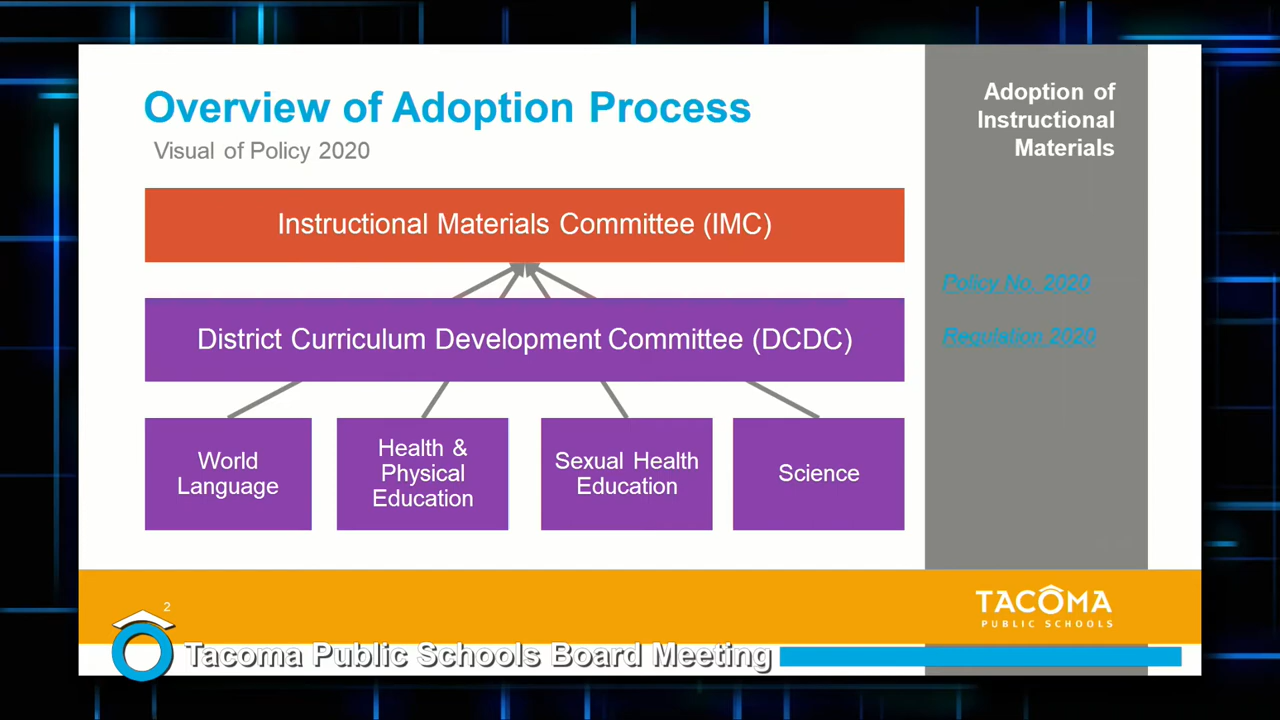 Overview of Adoption Process
Visual of Policy 2020
Adoption of
Instructional
Materials
Instructional Materials Committee (IMC)
Policy No. 2020
District Curriculum Development Committee (DCDC)
Regulation 2020
World
Language
Health &
Physical
Education
Sexual Health
Education
Science
2
TACOMA
PUBLIC SCHOOLS
Tacoma Public Schools Board Meeting